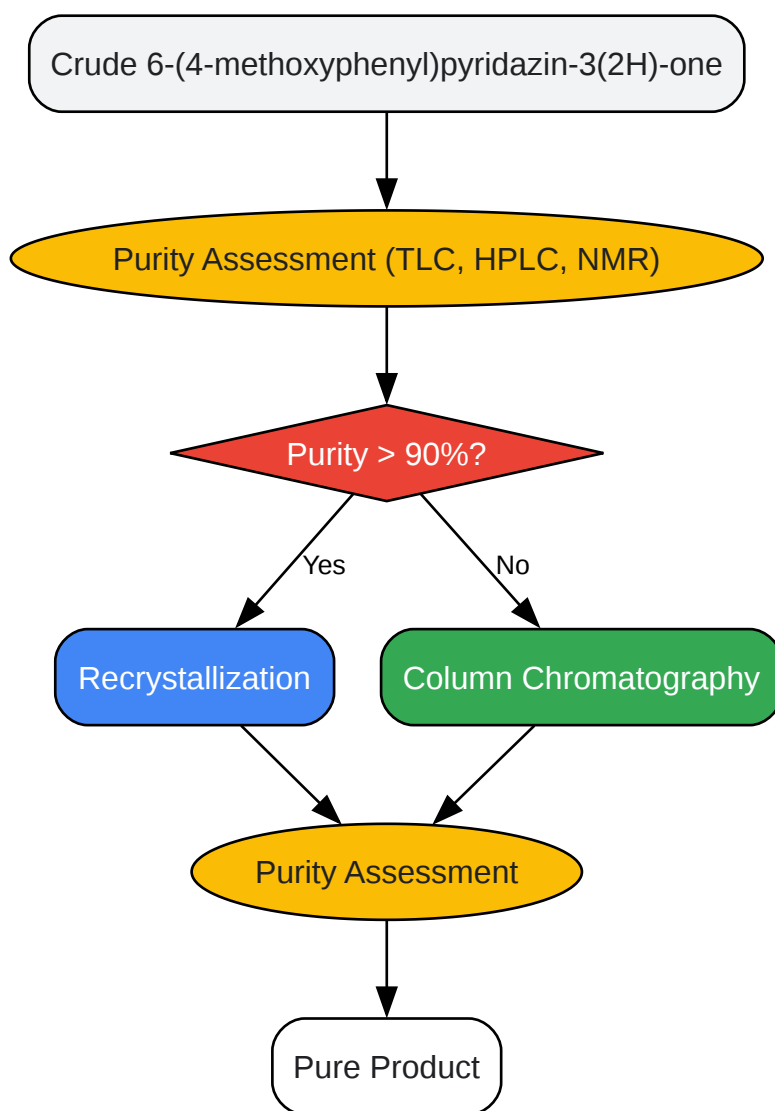 Crude 6-(4-methoxyphenyl)pyridazin-3(2H)-one
Purity Assessment (TLC, HPLC, NMR)
Purity > 90%?
Yes
No
Recrystallization
Column Chromatography
Purity Assessment
Pure Product